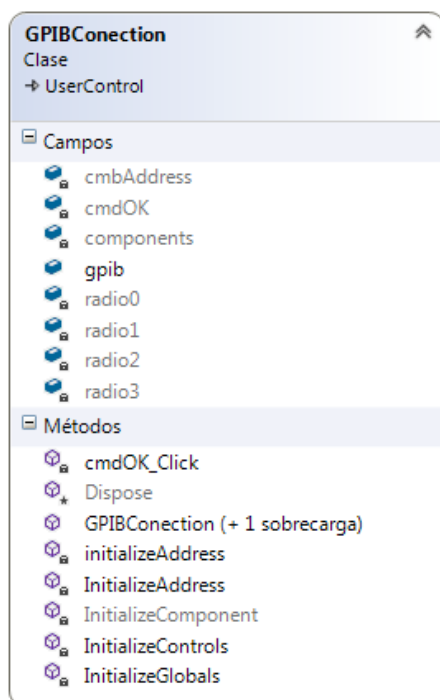 GPIBConection
Clase
UserControl
Campos
cmbAddress
cmdOK
components
gpib
radio0
radio1
radio2
radio3
Métodos
cmdOK_Click
Dispose
GPIBConection (+ 1 sobrecarga)
initializeAddress
InitializeAddress
InitializeComponent
InitializeControls
InitializeGlobals